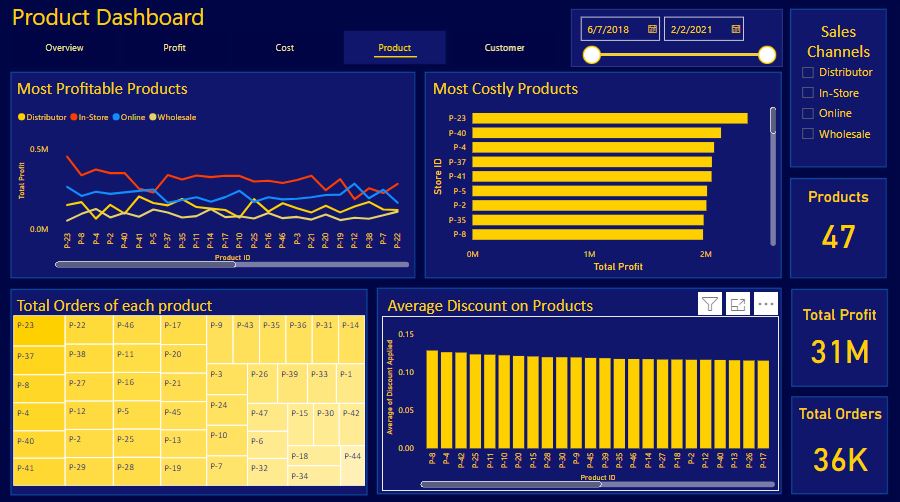 Product Dashboard
Overview
Profit
Cost
Product
Customer
6/7/2018
2/2/2021
Sales
Channels
Distributor
In-Store
Online
Wholesale
Most Profitable Products
Distributor In-Store Online Wholesale
0.5M
0.0M
Total Profit
P-23 P-8 P-4 P-2 P-40 P-41 P-5 P-37 P-35 P-11 P-14 P-17 P-10 P-25 P-16 P-46 P-3 P-21 P-20 P-19 P-12 P-38 P-7 P-22
Product ID
Most Costly Products
Store ID
P-23
P-40
P-4
P-37
P-41
P-5
P-2
P-35
P-8
0M 1M 2M
Total Profit
Products
47
Total Orders of each product
P-23 P-22 P-46 P-17 P-9 P-43 P-35 P-36 P-31 P-14
P-37 P-38 P-11 P-20 P-3 P-26 P-39 P-33 P-1
P-8 P-27 P-16 P-21 P-24
P-4 P-12 P-5 P-45 P-47 P-15 P-30 P-42
P-40 P-2 P-25 P-13 P-10 P-6 P-18 P-44
P-41 P-29 P-28 P-19 P-7 P-32 P-34
Average Discount on Products
0.15
0.10
0.05
0.00
Average of Discount Applied
P-8 P-4 P-42 P-25 P-11 P-10 P-22 P-20 P-15 P-28 P-30 P-9 P-45 P-39 P-35 P-46 P-14 P-27 P-18 P-2 P-12 P-13 P-26 P-17
Product ID
Total Profit
31M
Total Orders
36K